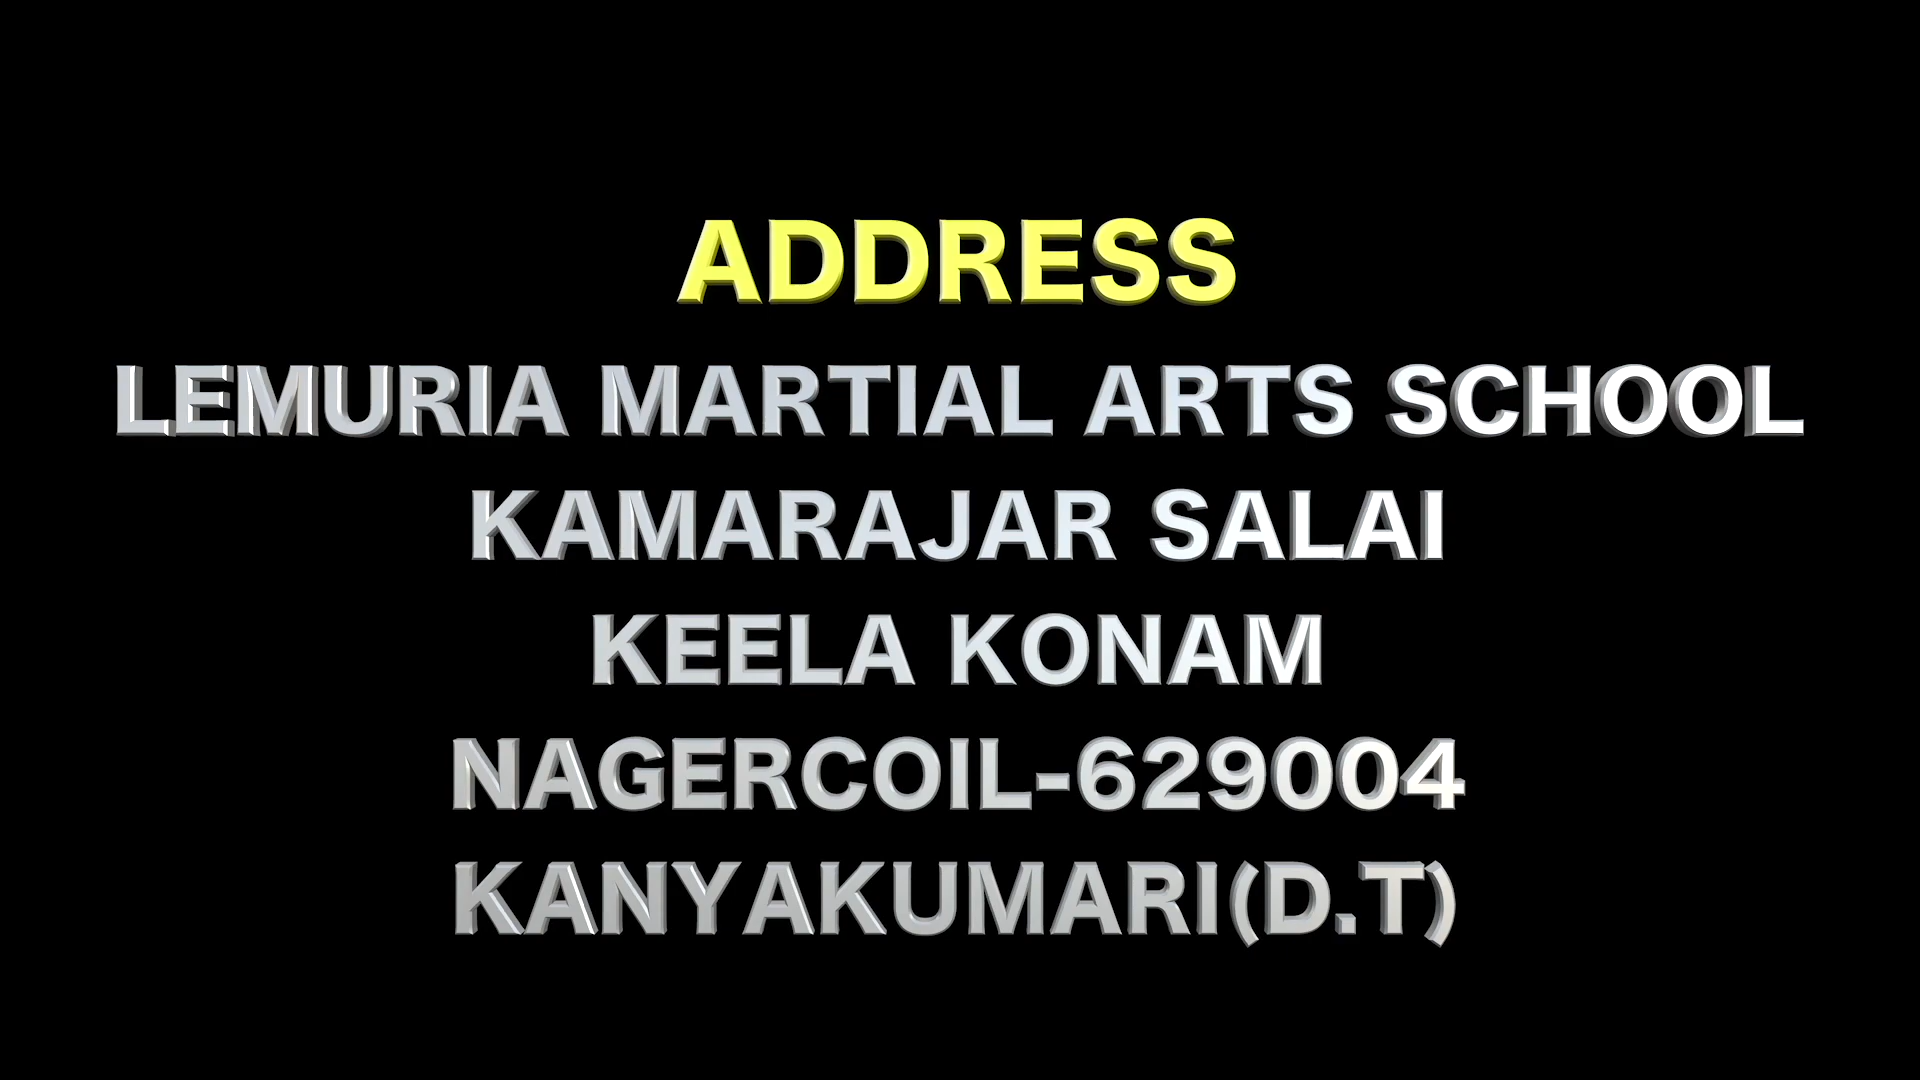 ADDRESS
LEMURIA MARTIAL ARTS SCHOOL
KAMARAJAR SALAI
KEELA KONAM
NAGERCOIL-629004
KANYAKUMARI(D.T)